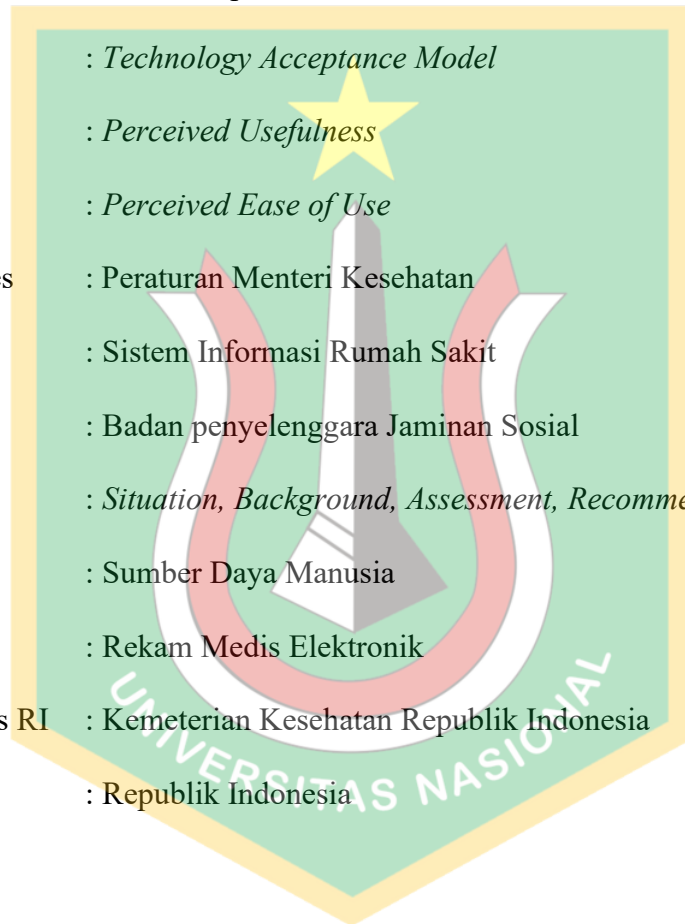 : Technology Acceptance Model
: Perceived Usefulness
: Perceived Ease of Use
es : Peraturan Menteri Kesehatan
: Sistem Informasi Rumah Sakit
: Badan penyelenggara Jaminan Sosial
: Situation, Background, Assessment, Recomme
: Sumber Daya Manusia
: Rekam Medis Elektronik
s RI : Kemeterian Kesehatan Republik Indonesia
: Republik Indonesia
UNIVERSITAS NASIONAL